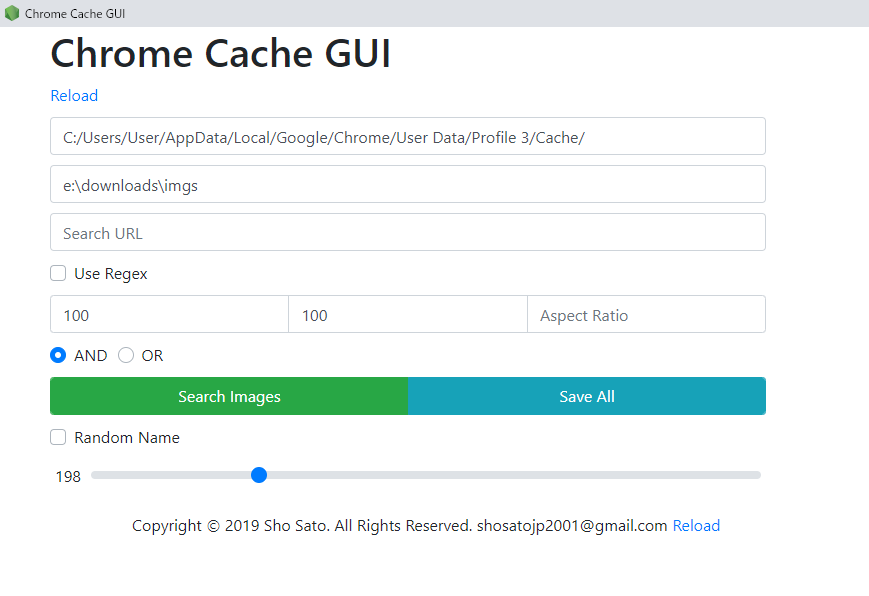 Chrome Cache GUI
Chrome Cache GUI
Reload
C:/Users/User/AppData/Local/Google/Chrome/User Data/Profile 3/Cache/
e:\downloads\imgs
Search URL
Use Regex
100 100 Aspect Ratio
AND OR
Search Images Save All
Random Name
198
Copyright © 2019 Sho Sato. All Rights Reserved. shosatojp2001@gmail.com Reload